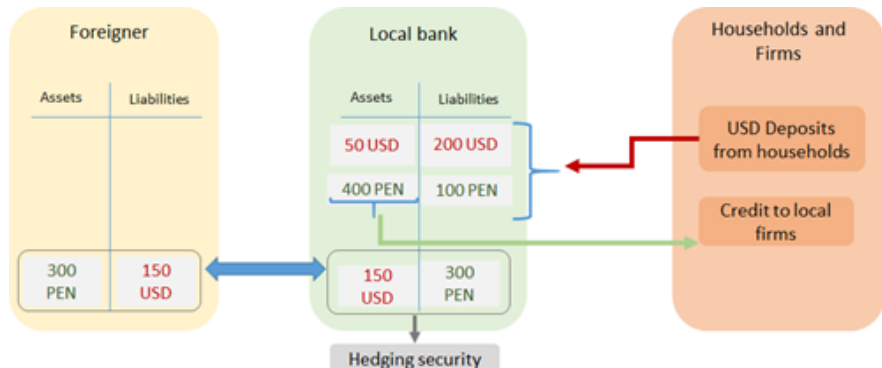 Foreigner
Assets
Liabilities
300
PEN
150
USD
Local bank
Assets
Liabilities
50 USD
200 USD
400 PEN
100 PEN
150
USD
300
PEN
Hedging security
Households and
Firms
USD Deposits
from households
Credit to local
firms